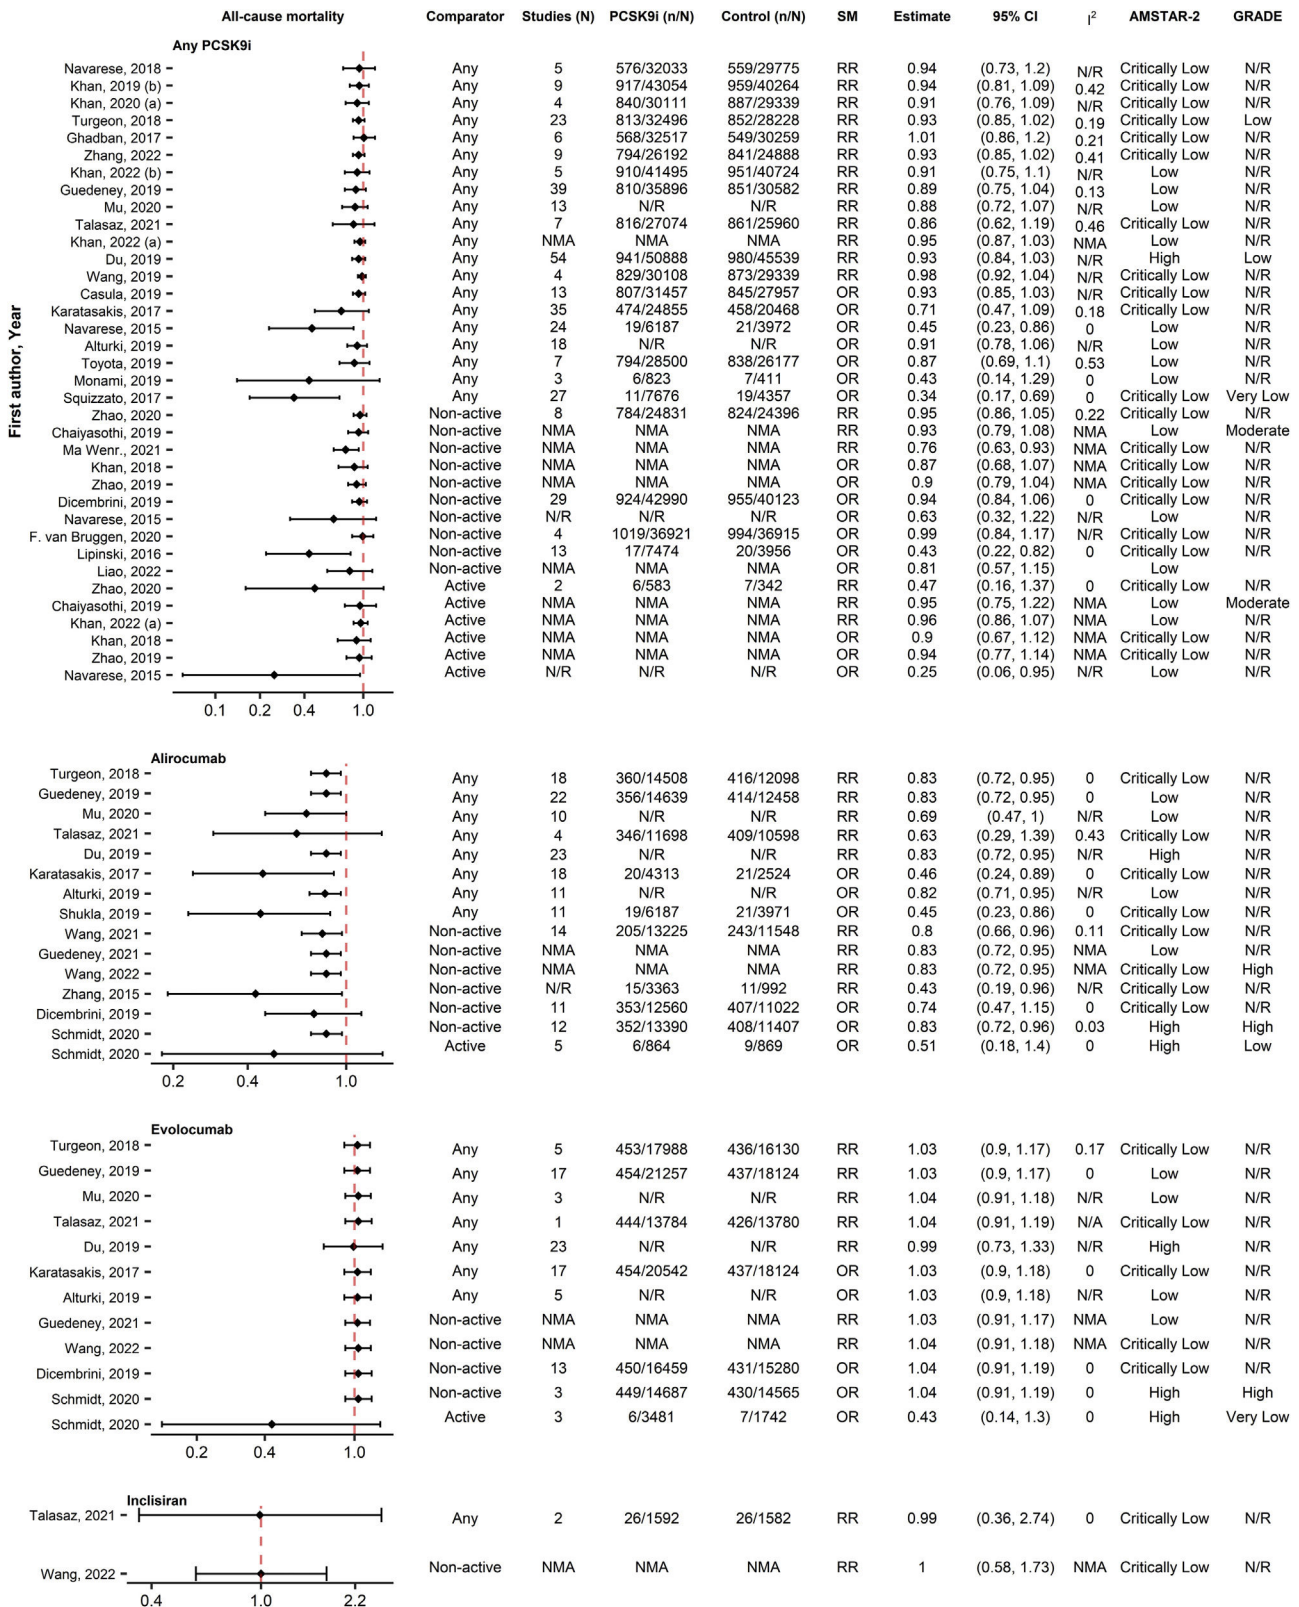 All-cause mortality Comparator Studies (N) PCSK9i (n/N) Control (n/N) SM Estimate 95% CI I² AMSTAR-2 GRADE
Any PCSK9i
First author, Year
Navarese, 2018 Any 5 576/32033 559/29775 RR 0.94 (0.73, 1.2) N/R Critically Low N/R
Khan, 2019 (b) Any 9 917/43054 959/40264 RR 0.94 (0.81, 1.09) 0.42 Critically Low N/R
Khan, 2020 (a) Any 4 840/30111 887/29339 RR 0.91 (0.76, 1.09) N/R Critically Low N/R
Turgeon, 2018 Any 23 813/32496 852/28228 RR 0.93 (0.85, 1.02) 0.19 Critically Low Low
Ghadban, 2017 Any 6 568/32517 549/30259 RR 1.01 (0.86, 1.2) 0.21 Critically Low N/R
Zhang, 2022 Any 9 794/26192 841/24888 RR 0.93 (0.85, 1.02) 0.41 Critically Low N/R
Khan, 2022 (b) Any 5 910/41495 951/40724 RR 0.91 (0.75, 1.1) N/R Low N/R
Guedeney, 2019 Any 39 810/35896 851/30582 RR 0.89 (0.75, 1.04) 0.13 Low N/R
Mu, 2020 Any 13 N/R N/R RR 0.88 (0.72, 1.07) N/R Low N/R
Talasaz, 2021 Any 7 816/27074 861/25960 RR 0.86 (0.62, 1.19) 0.46 Critically Low N/R
Khan, 2022 (a) Any NMA NMA NMA RR 0.95 (0.87, 1.03) NMA Low N/R
Du, 2019 Any 54 941/50888 980/45539 RR 0.93 (0.84, 1.03) N/R High Low
Wang, 2019 Any 4 829/30108 873/29339 RR 0.98 (0.92, 1.04) N/R Critically Low N/R
Casula, 2019 Any 13 807/31457 845/27957 OR 0.93 (0.85, 1.03) N/R Critically Low N/R
Karatasakis, 2017 Any 35 474/24855 458/20468 OR 0.71 (0.47, 1.09) 0.18 Critically Low N/R
Navarese, 2015 Any 24 19/6187 21/3972 OR 0.45 (0.23, 0.86) 0 Low N/R
Alturki, 2019 Any 18 N/R N/R OR 0.91 (0.78, 1.06) N/R Low N/R
Toyota, 2019 Any 7 794/28500 838/26177 OR 0.87 (0.69, 1.1) 0.53 Low N/R
Monami, 2019 Any 3 6/823 7/411 OR 0.43 (0.14, 1.29) 0 Low N/R
Squizzato, 2017 Any 27 11/7676 19/4357 OR 0.34 (0.17, 0.69) 0 Critically Low Very Low
Zhao, 2020 Non-active 8 784/24831 824/24396 RR 0.95 (0.86, 1.05) 0.22 Critically Low N/R
Chaiyasothi, 2019 Non-active NMA NMA NMA RR 0.93 (0.79, 1.08) NMA Low Moderate
Ma Wenr., 2021 Non-active NMA NMA NMA RR 0.76 (0.63, 0.93) NMA Critically Low N/R
Khan, 2018 Non-active NMA NMA NMA OR 0.87 (0.68, 1.07) NMA Critically Low N/R
Zhao, 2019 Non-active NMA NMA NMA OR 0.9 (0.79, 1.04) NMA Critically Low N/R
Dicembrini, 2019 Non-active 29 924/42990 955/40123 OR 0.94 (0.84, 1.06) 0 Critically Low N/R
Navarese, 2015 Non-active N/R N/R N/R OR 0.63 (0.32, 1.22) N/R Low N/R
F. van Bruggen, 2020 Non-active 4 1019/36921 994/36915 OR 0.99 (0.84, 1.17) N/R Critically Low N/R
Lipinski, 2016 Non-active 13 17/7474 20/3956 OR 0.43 (0.22, 0.82) 0 Critically Low N/R
Liao, 2022 Non-active NMA NMA NMA OR 0.81 (0.57, 1.15) Low
Zhao, 2020 Active 2 6/583 7/342 RR 0.47 (0.16, 1.37) 0 Critically Low N/R
Chaiyasothi, 2019 Active NMA NMA NMA RR 0.95 (0.75, 1.22) NMA Low Moderate
Khan, 2022 (a) Active NMA NMA NMA RR 0.96 (0.86, 1.07) NMA Low N/R
Khan, 2018 Active NMA NMA NMA OR 0.9 (0.67, 1.12) NMA Critically Low N/R
Zhao, 2019 Active NMA NMA NMA OR 0.94 (0.77, 1.14) NMA Critically Low N/R
Navarese, 2015 Active N/R N/R N/R OR 0.25 (0.06, 0.95) N/R Low N/R
0.1 0.2 0.4 1.0
Alirocumab
Turgeon, 2018 Any 18 360/14508 416/12098 RR 0.83 (0.72, 0.95) 0 Critically Low N/R
Guedeney, 2019 Any 22 356/14639 414/12458 RR 0.83 (0.72, 0.95) 0 Low N/R
Mu, 2020 Any 10 N/R N/R RR 0.69 (0.47, 1) N/R Low N/R
Talasaz, 2021 Any 4 346/11698 409/10598 RR 0.63 (0.29, 1.39) 0.43 Critically Low N/R
Du, 2019 Any 23 N/R N/R RR 0.83 (0.72, 0.95) N/R High N/R
Karatasakis, 2017 Any 18 20/4313 21/2524 OR 0.46 (0.24, 0.89) 0 Critically Low N/R
Alturki, 2019 Any 11 N/R N/R OR 0.82 (0.71, 0.95) N/R Low N/R
Shukla, 2019 Any 11 19/6187 21/3971 OR 0.45 (0.23, 0.86) 0 Critically Low N/R
Wang, 2021 Non-active 14 205/13225 243/11548 RR 0.8 (0.66, 0.96) 0.11 Critically Low N/R
Guedeney, 2021 Non-active NMA NMA NMA RR 0.83 (0.72, 0.95) NMA Low N/R
Wang, 2022 Non-active NMA NMA NMA RR 0.83 (0.72, 0.95) NMA Critically Low High
Zhang, 2015 Non-active N/R 15/3363 11/992 RR 0.43 (0.19, 0.96) N/R Critically Low N/R
Dicembrini, 2019 Non-active 11 353/12560 407/11022 OR 0.74 (0.47, 1.15) 0 Critically Low N/R
Schmidt, 2020 Non-active 12 352/13390 408/11407 OR 0.83 (0.72, 0.96) 0.03 High High
Schmidt, 2020 Active 5 6/864 9/869 OR 0.51 (0.18, 1.4) 0 High Low
0.2 0.4 1.0
Evolocumab
Turgeon, 2018 Any 5 453/17988 436/16130 RR 1.03 (0.9, 1.17) 0.17 Critically Low N/R
Guedeney, 2019 Any 17 454/21257 437/18124 RR 1.03 (0.9, 1.17) 0 Low N/R
Mu, 2020 Any 3 N/R N/R RR 1.04 (0.91, 1.18) N/R Low N/R
Talasaz, 2021 Any 1 444/13784 426/13780 RR 1.04 (0.91, 1.19) N/A Critically Low N/R
Du, 2019 Any 23 N/R N/R RR 0.99 (0.73, 1.33) N/R High N/R
Karatasakis, 2017 Any 17 454/20542 437/18124 OR 1.03 (0.9, 1.18) 0 Critically Low N/R
Alturki, 2019 Any 5 N/R N/R OR 1.03 (0.9, 1.18) N/R Low N/R
Guedeney, 2021 Non-active NMA NMA NMA RR 1.03 (0.91, 1.17) NMA Low N/R
Wang, 2022 Non-active NMA NMA NMA RR 1.04 (0.91, 1.18) NMA Critically Low N/R
Dicembrini, 2019 Non-active 13 450/16459 431/15280 OR 1.04 (0.91, 1.19) 0 Critically Low N/R
Schmidt, 2020 Non-active 3 449/14687 430/14565 OR 1.04 (0.91, 1.19) 0 High High
Schmidt, 2020 Active 3 6/3481 7/1742 OR 0.43 (0.14, 1.3) 0 High Very Low
0.2 0.4 1.0
Inclisiran
Talasaz, 2021 Any 2 26/1592 26/1582 RR 0.99 (0.36, 2.74) 0 Critically Low N/R
Wang, 2022 Non-active NMA NMA NMA RR 1 (0.58, 1.73) NMA Critically Low N/R
0.4 1.0 2.2